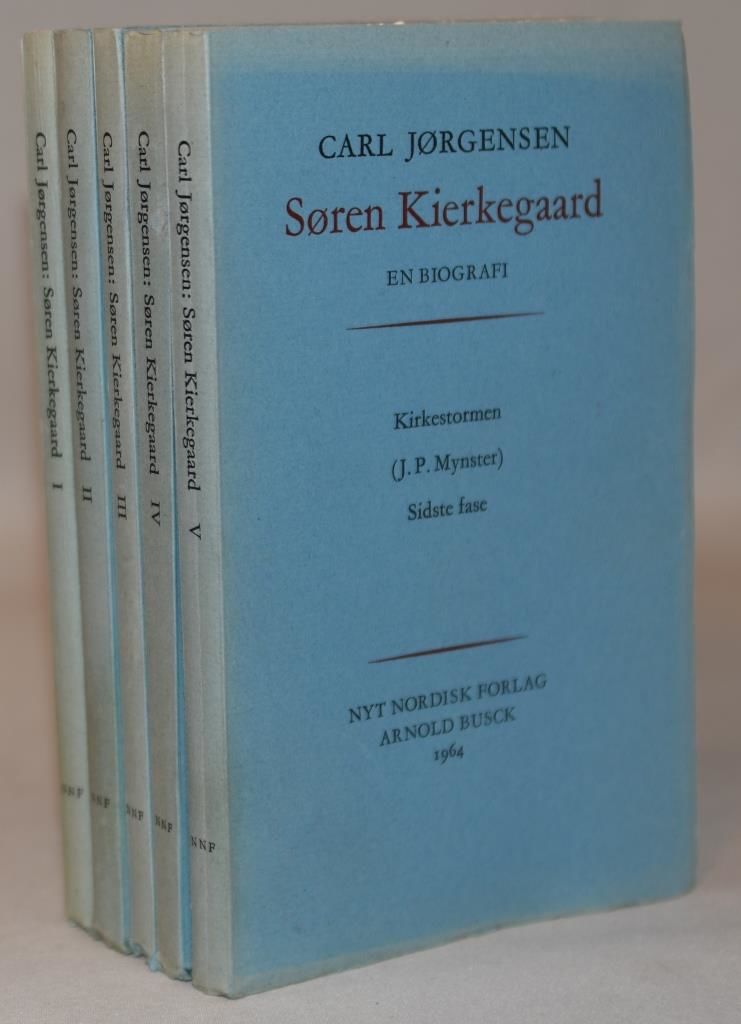 Carl Jørgensen: Søren Kierkegaard I
NNF
Carl Jørgensen: Søren Kierkegaard II
NNF
Carl Jørgensen: Søren Kierkegaard III
NNF
Carl Jørgensen: Søren Kierkegaard IV
NNF
Carl Jørgensen: Søren Kierkegaard V
NNF
CARL JØRGENSEN
Søren Kierkegaard
EN BIOGRAFI
Kirkestormen
(J. P. Mynster)
Sidste fase
NYT NORDISK FORLAG
ARNOLD BUSCK
1964